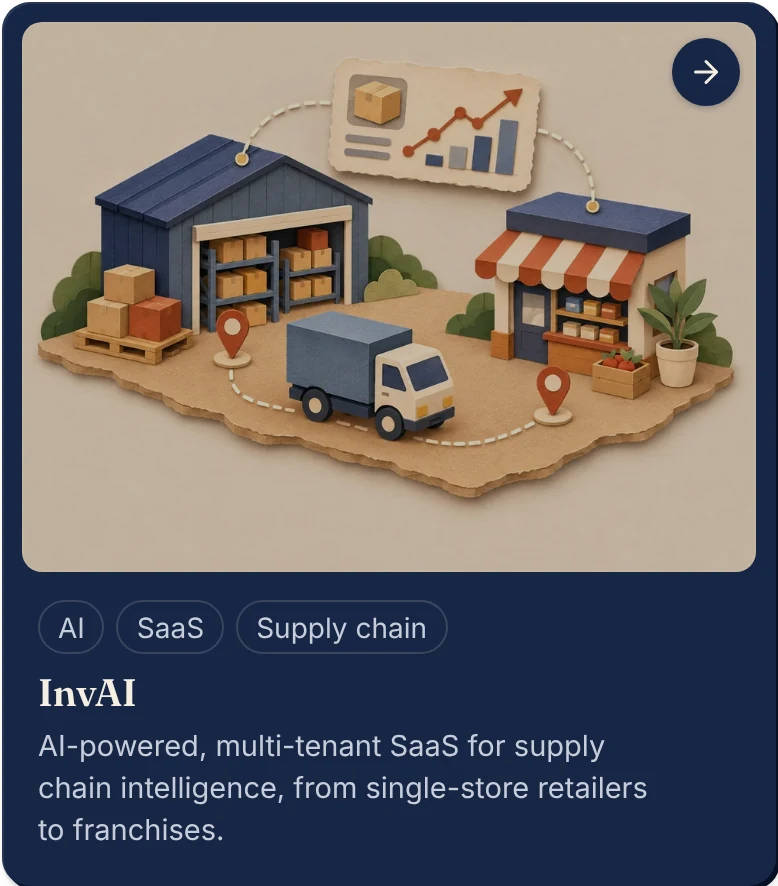 AI
SaaS
Supply chain
InvAI
AI-powered, multi-tenant SaaS for supply
chain intelligence, from single-store retailers
to franchises.